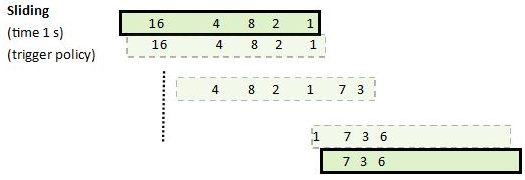 Sliding
(time 1 s)
(trigger policy)
16 4 8 2 1
16 4 8 2 1
4 8 2 1 7 3
1 7 3 6
7 3 6